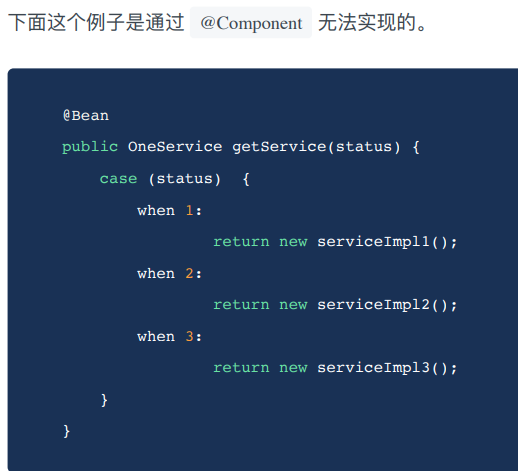 下面这个例子是通过 @Component 无法实现的。
@Bean
public OneService getService(status) {
    case (status)  {
        when 1:
                return new serviceImpl1();
        when 2:
                return new serviceImpl2();
        when 3:
                return new serviceImpl3();
    }
}